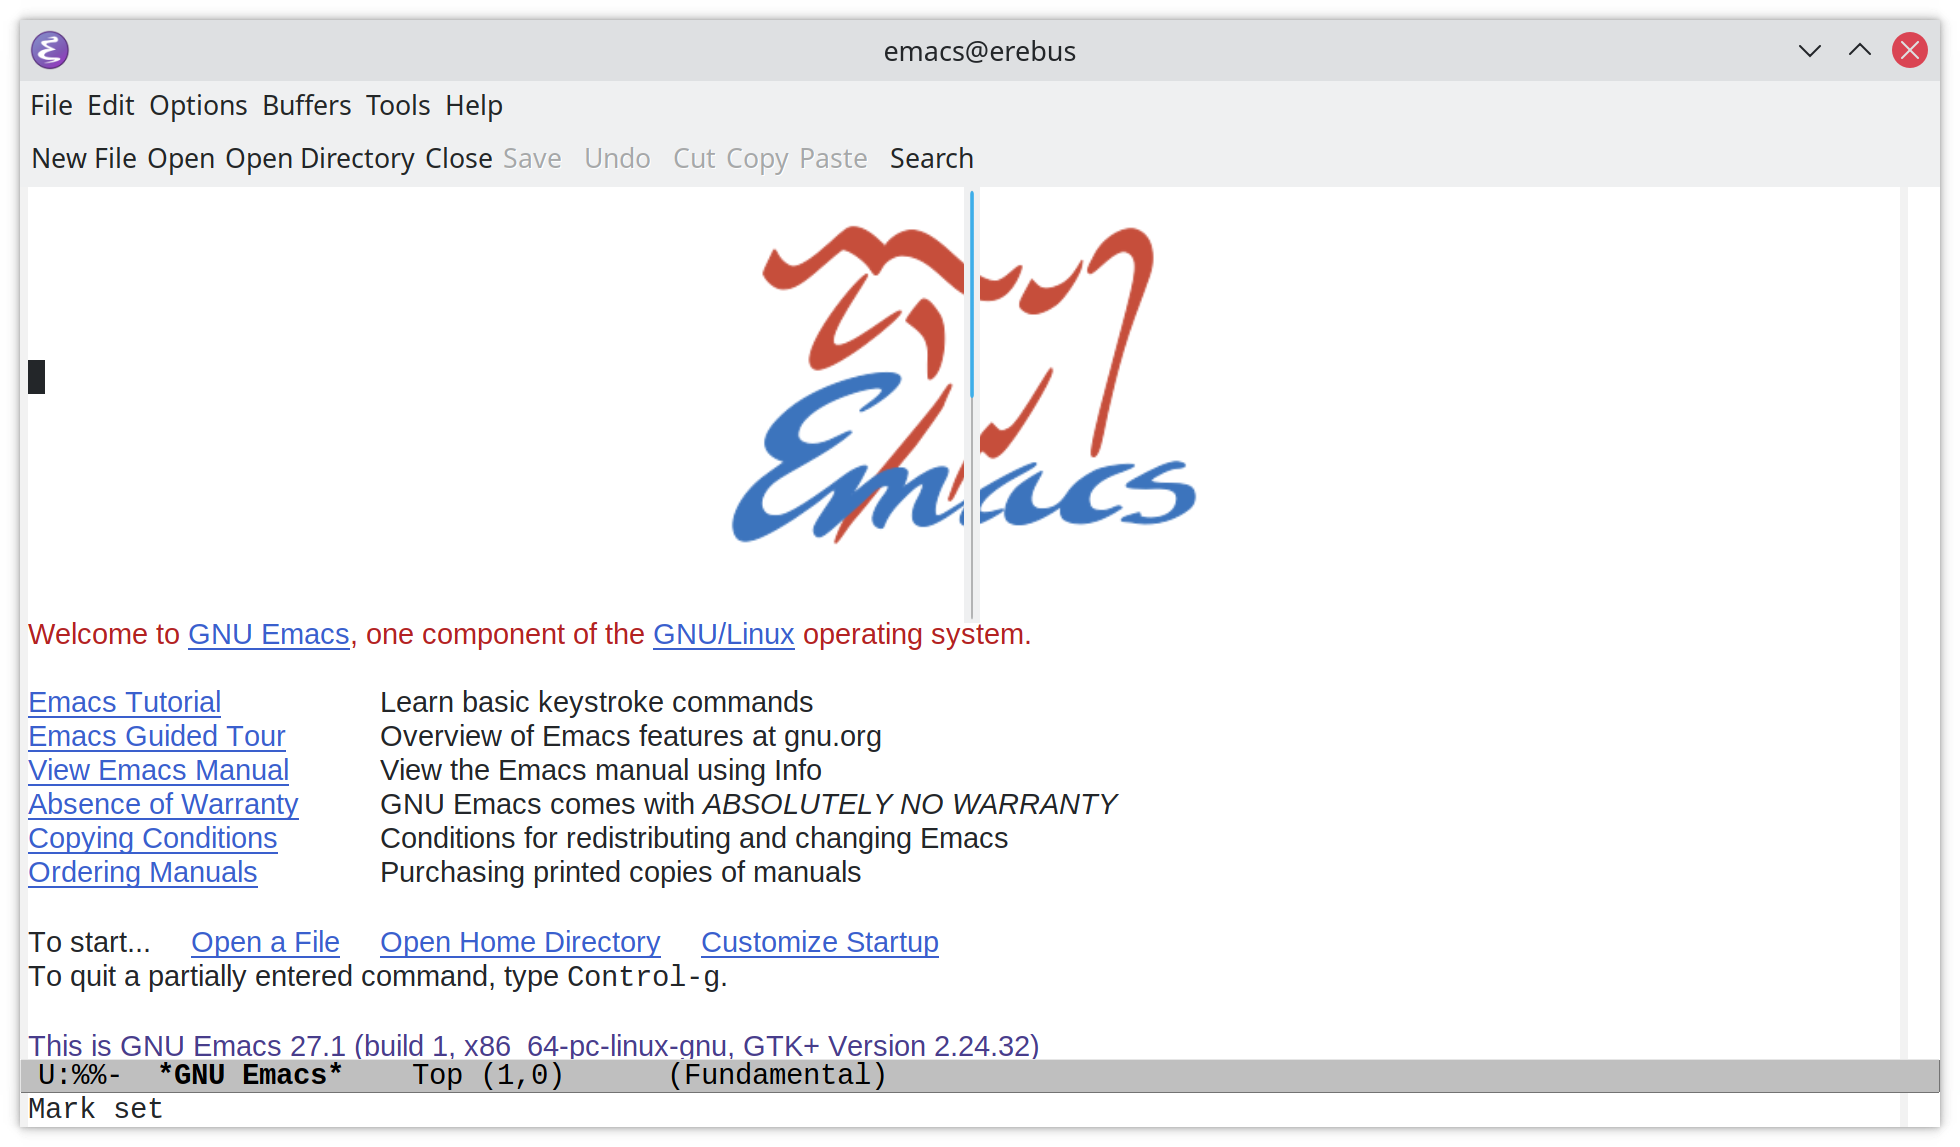 emacs@erebus
File Edit Options Buffers Tools Help
New File Open Open Directory Close Save Undo Cut Copy Paste Search
Emacs
Welcome to GNU Emacs, one component of the GNU/Linux operating system.
Emacs Tutorial Learn basic keystroke commands
Emacs Guided Tour Overview of Emacs features at gnu.org
View Emacs Manual View the Emacs manual using Info
Absence of Warranty GNU Emacs comes with ABSOLUTELY NO WARRANTY
Copying Conditions Conditions for redistributing and changing Emacs
Ordering Manuals Purchasing printed copies of manuals
To start... Open a File Open Home Directory Customize Startup
To quit a partially entered command, type Control-g.
This is GNU Emacs 27.1 (build 1, x86_64-pc-linux-gnu, GTK+ Version 2.24.32)
U:%%- *GNU Emacs* Top (1,0) (Fundamental)
Mark set